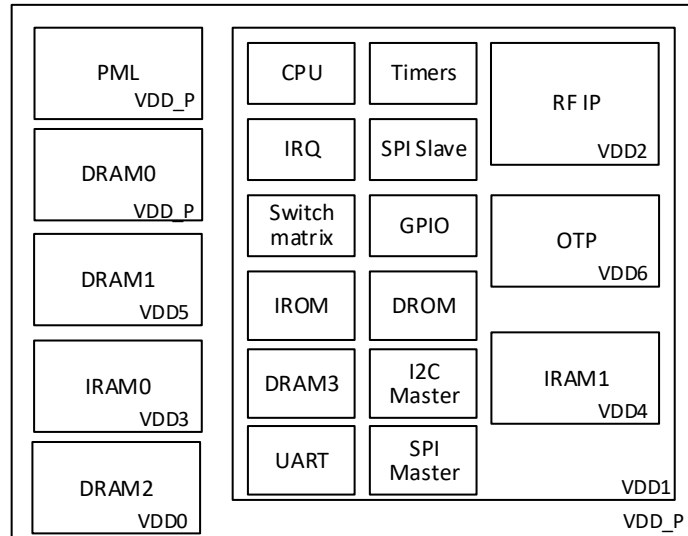 PML
VDD_P
DRAM0
VDD_P
DRAM1
VDD5
IRAM0
VDD3
DRAM2
VDD0
CPU
Timers
IRQ
SPI Slave
Switch
matrix
GPIO
IROM
DROM
DRAM3
I2C
Master
UART
SPI
Master
RF IP
VDD2
OTP
VDD6
IRAM1
VDD4
VDD1
VDD_P